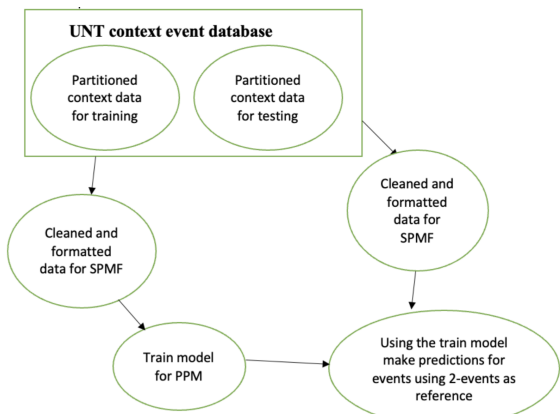 UNT context event database
Partitioned
context data
for training
Partitioned
context data
for testing
Cleaned and
formatted
data for
SPMF
Cleaned and
formatted
data for SPMF
Train model
for PPM
Using the train model
make predictions for
events using 2-events as
reference